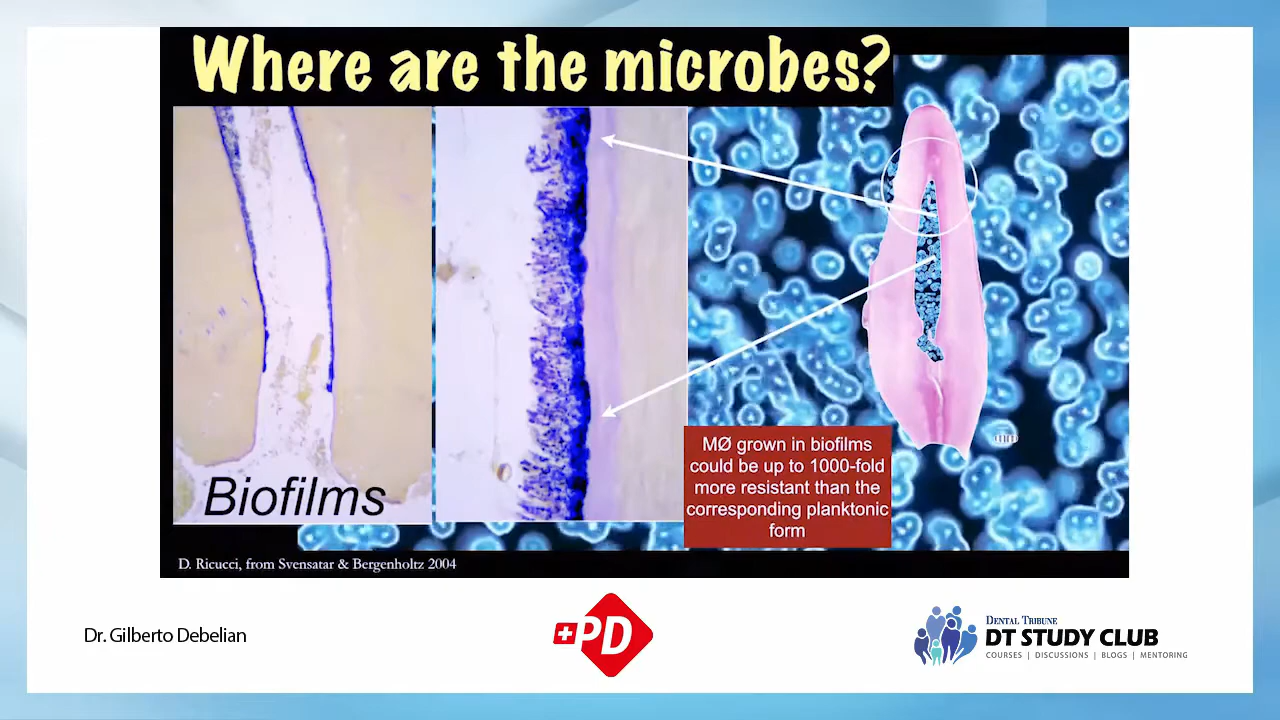 Where are the microbes?
Biofilms
MØ grown in biofilms
could be up to 1000-fold
more resistant than the
corresponding planktonic
form
D. Ricucci, from Svensatar & Bergenholtz 2004
Dr. Gilberto Debelian
PD
DENTAL TRIBUNE
DT STUDY CLUB
COURSES | DISCUSSIONS | BLOGS | MENTORING